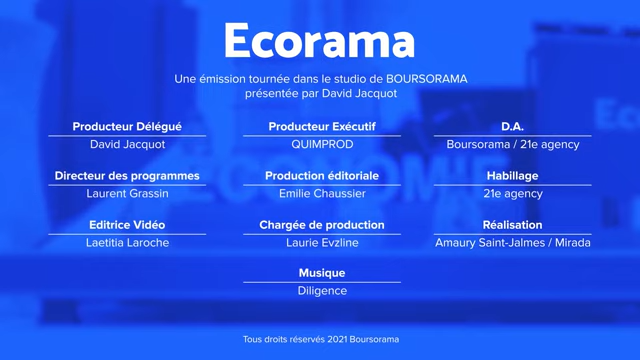 Ecorama
Une émission tournée dans le studio de BOURSORAMA
présentée par David Jacquot
Producteur Délégué
David Jacquot
Producteur Exécutif
QUIMPROD
D.A.
Boursorama / 21e agency
Directeur des programmes
Laurent Grassin
Production éditoriale
Emilie Chaussier
Habillage
21e agency
Editrice Vidéo
Laetitia Laroche
Chargée de production
Laurie Evzline
Réalisation
Amaury Saint-Jalmes / Mirada
Musique
Diligence
Tous droits réservés 2021 Boursorama